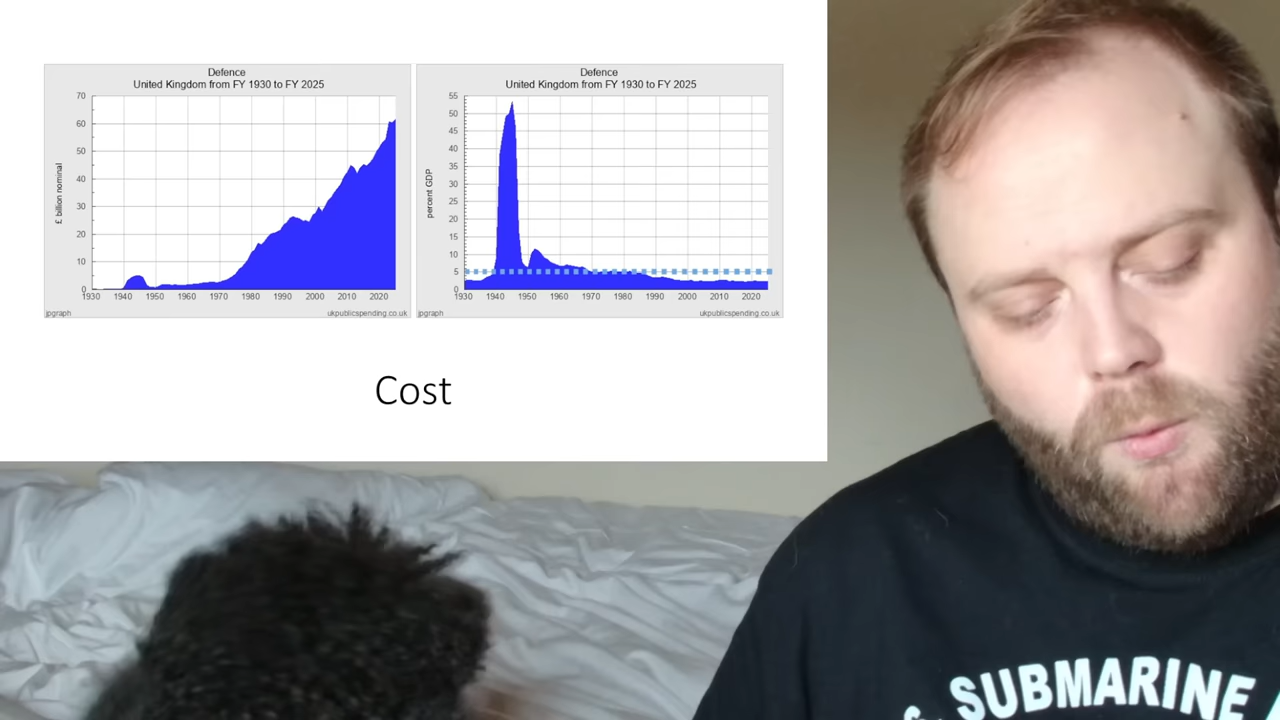 Defence
United Kingdom from FY 1930 to FY 2025
70
60
50
40
30
20
10
0
£ billion nominal
1930 1940 1950 1960 1970 1980 1990 2000 2010 2020
jpgraph
ukpublicspending.co.uk
Defence
United Kingdom from FY 1930 to FY 2025
55
50
45
40
35
30
25
20
15
10
5
0
percent GDP
1930 1940 1950 1960 1970 1980 1990 2000 2010 2020
jpgraph
ukpublicspending.co.uk
Cost
SUBMARINE